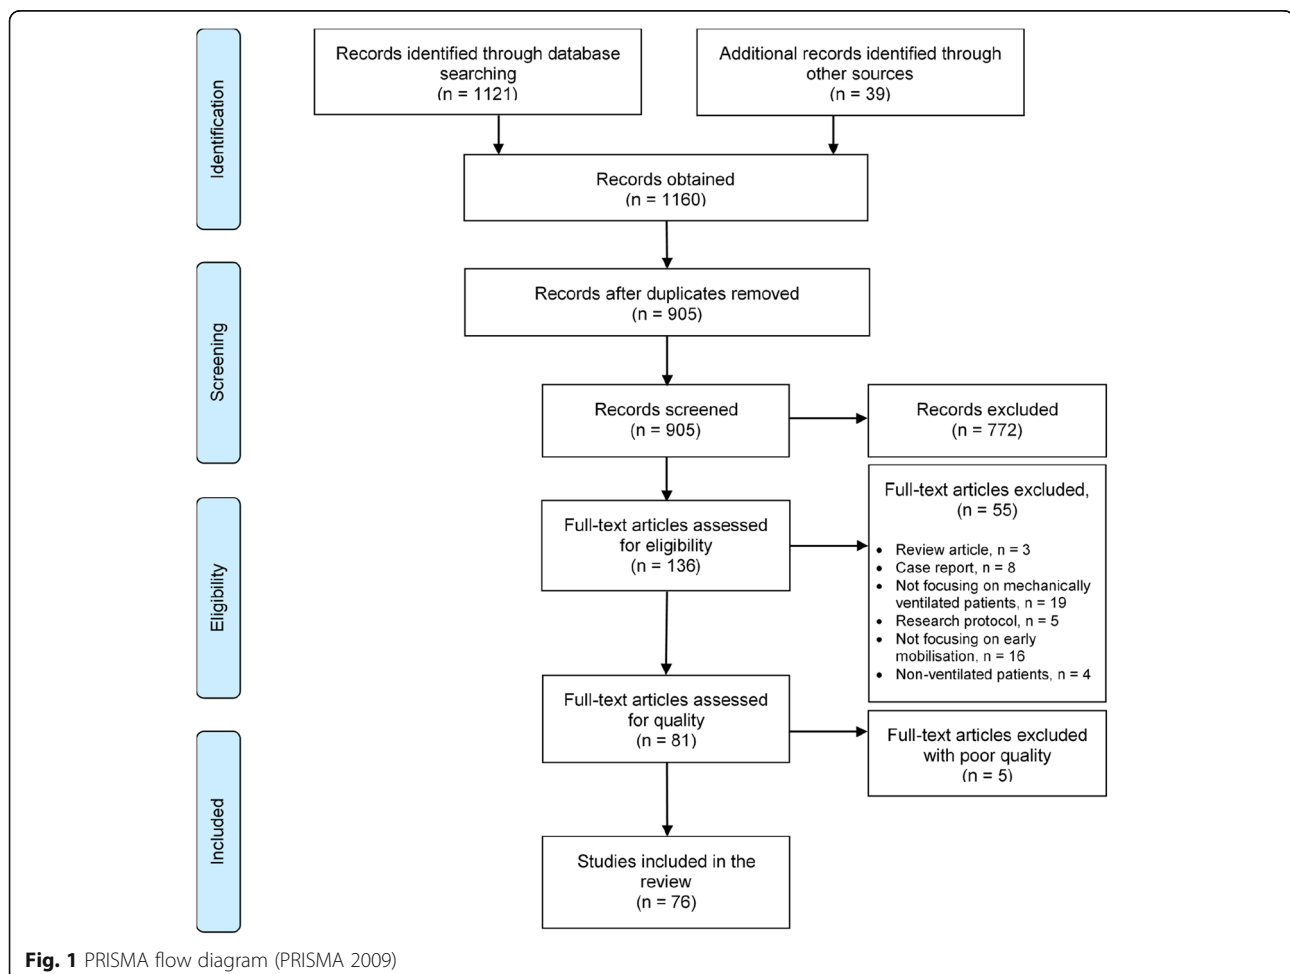 Identification
Records identified through database
searching
(n = 1121)
Additional records identified through
other sources
(n = 39)
Records obtained
(n = 1160)
Screening
Records after duplicates removed
(n = 905)
Records screened
(n = 905)
Records excluded
(n = 772)
Eligibility
Full-text articles assessed
for eligibility
(n = 136)
Full-text articles excluded,
(n = 55)
• Review article, n = 3
• Case report, n = 8
• Not focusing on mechanically
ventilated patients, n = 19
• Research protocol, n = 5
• Not focusing on early
mobilisation, n = 16
• Non-ventilated patients, n = 4
Full-text articles assessed
for quality
(n = 81)
Full-text articles excluded
with poor quality
(n = 5)
Included
Studies included in the
review
(n = 76)
Fig. 1 PRISMA flow diagram (PRISMA 2009)